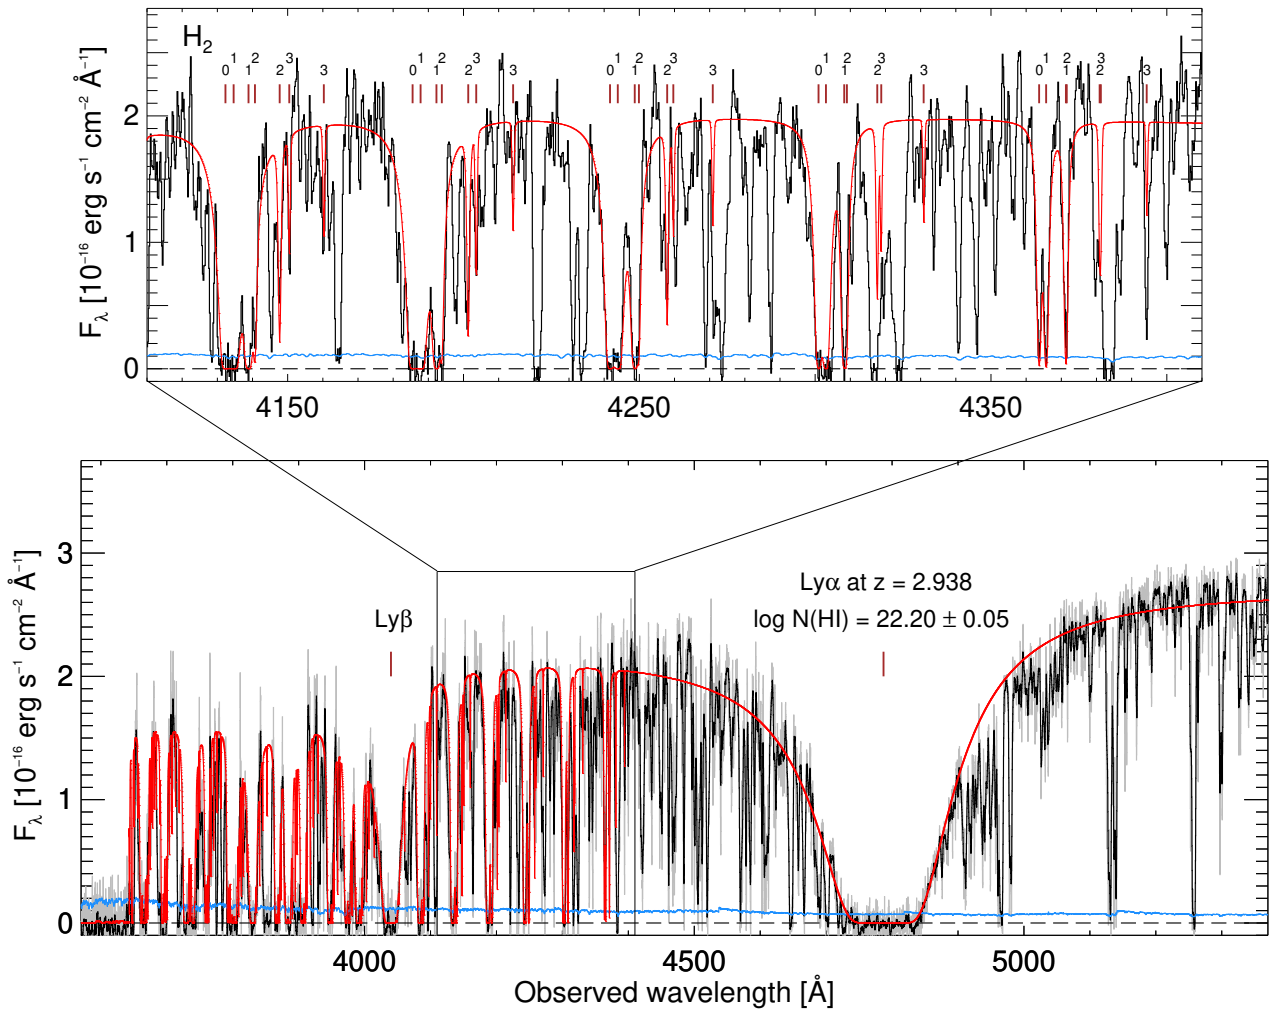 H2
0 1 1 2 2 3 3 0 1 1 2 2 3 3 0 1 1 2 2 3 3 0 1 1 2 2 3 3 0 1 1 2 2 3 3
2
1
0
Fλ [10⁻¹⁶ erg s⁻¹ cm⁻² Å⁻¹]
4150 4250 4350
3
2
1
0
Fλ [10⁻¹⁶ erg s⁻¹ cm⁻² Å⁻¹]
Lyβ
Lyα at z = 2.938
log N(HI) = 22.20 ± 0.05
4000 4500 5000
Observed wavelength [Å]